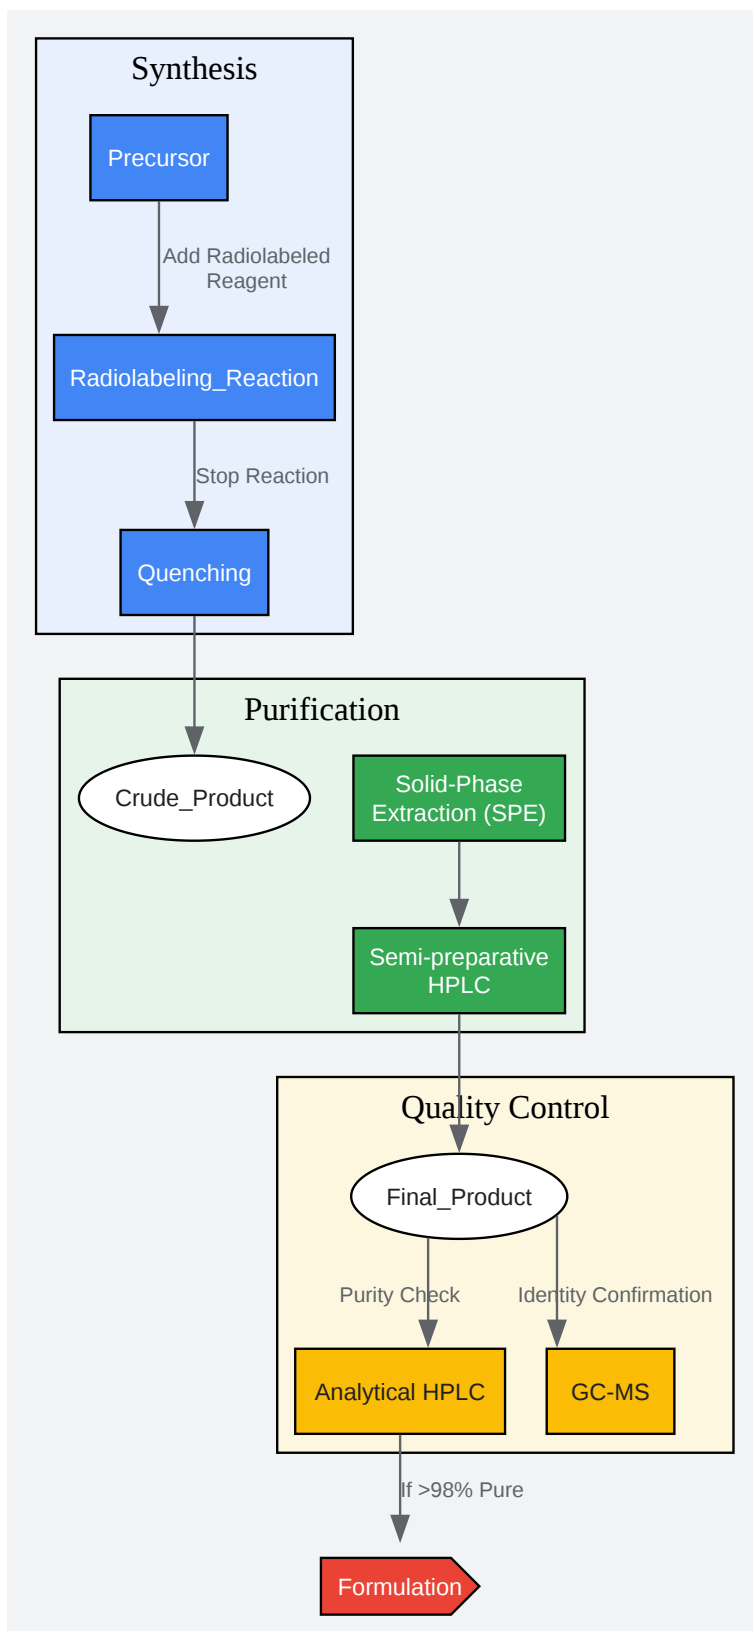 Synthesis
Precursor
Add Radiolabeled
Reagent
Radiolabeling_Reaction
Stop Reaction
Quenching
Purification
Crude_Product
Solid-Phase
Extraction (SPE)
Semi-preparative
HPLC
Quality Control
Final_Product
Purity Check
Identity Confirmation
Analytical HPLC
GC-MS
If >98% Pure
Formulation